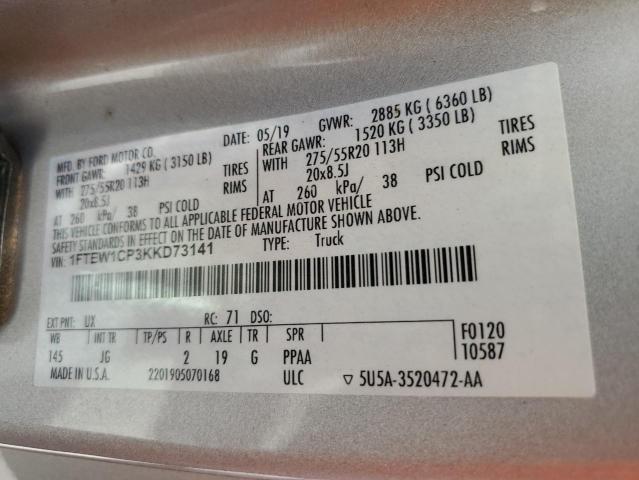 MFD. BY FORD MOTOR CO.
DATE: 05/19 GVWR: 2885 KG ( 6360 LB)
FRONT GAWR: 1429 KG ( 3150 LB)
REAR GAWR: 1520 KG ( 3350 LB)
WITH 275/55R20 113H TIRES
WITH 275/55R20 113H TIRES
20x8.5J RIMS
20x8.5J RIMS
AT 260 kPa/ 38 PSI COLD
AT 260 kPa/ 38 PSI COLD
THIS VEHICLE CONFORMS TO ALL APPLICABLE FEDERAL MOTOR VEHICLE
SAFETY STANDARDS IN EFFECT ON THE DATE OF MANUFACTURE SHOWN ABOVE.
VIN: 1FTEW1CP3KKD73141 TYPE: Truck
EXT PNT: UX RC: 71 DSO:
WB INT TR TP/PS R AXLE TR SPR
145 JG 2 19 G PPAA
F0120
10587
MADE IN U.S.A. 2201905070168 ULC ▽ 5U5A-3520472-AA